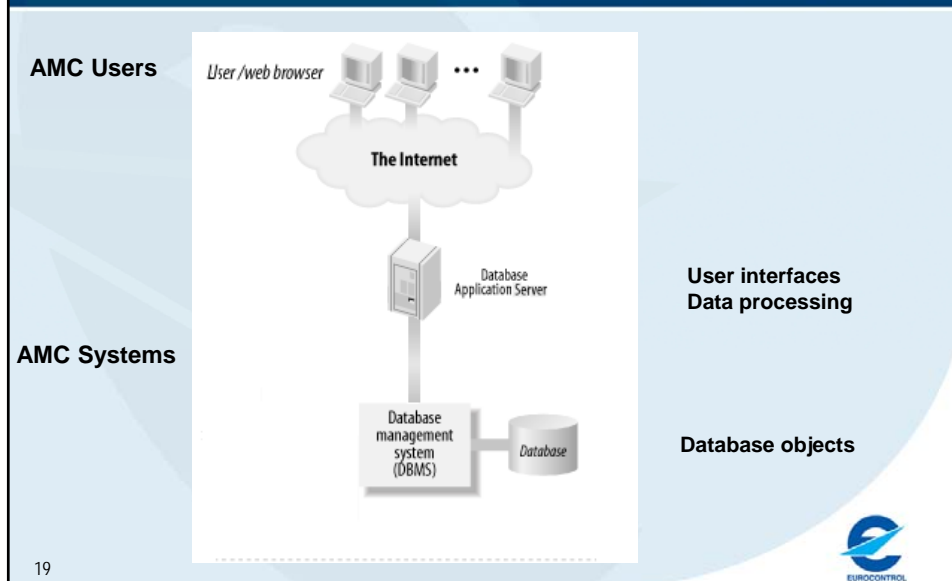 AMC Users
User/web browser
...
The Internet
Database
Application Server
User interfaces
Data processing
AMC Systems
Database
management
system
(DBMS)
Database
Database objects
19
EUROCONTROL